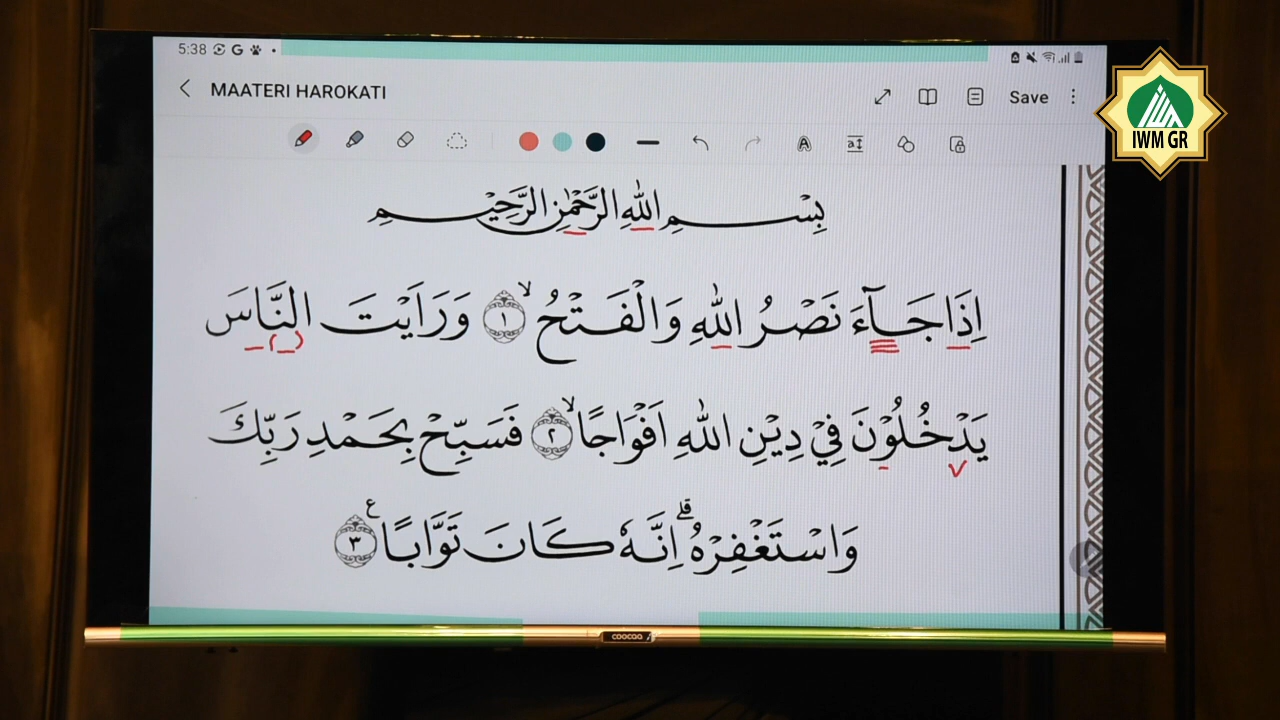 5:38 G
MAATERI HAROKATI
Save
IWM GR
بِسْمِ اللّٰهِ الرَّحْمٰنِ الرَّحِيْمِ
اِذَا جَاۤءَ نَصْرُ اللّٰهِ وَالْفَتْحُۙ ١ وَرَاَيْتَ النَّاسَ
يَدْخُلُوْنَ فِيْ دِيْنِ اللّٰهِ اَفْوَاجًاۙ ٢ فَسَبِّحْ بِحَمْدِ رَبِّكَ
وَاسْتَغْفِرْهُۗ اِنَّهٗ كَانَ تَوَّابًا ࣖ ٣
coocaa